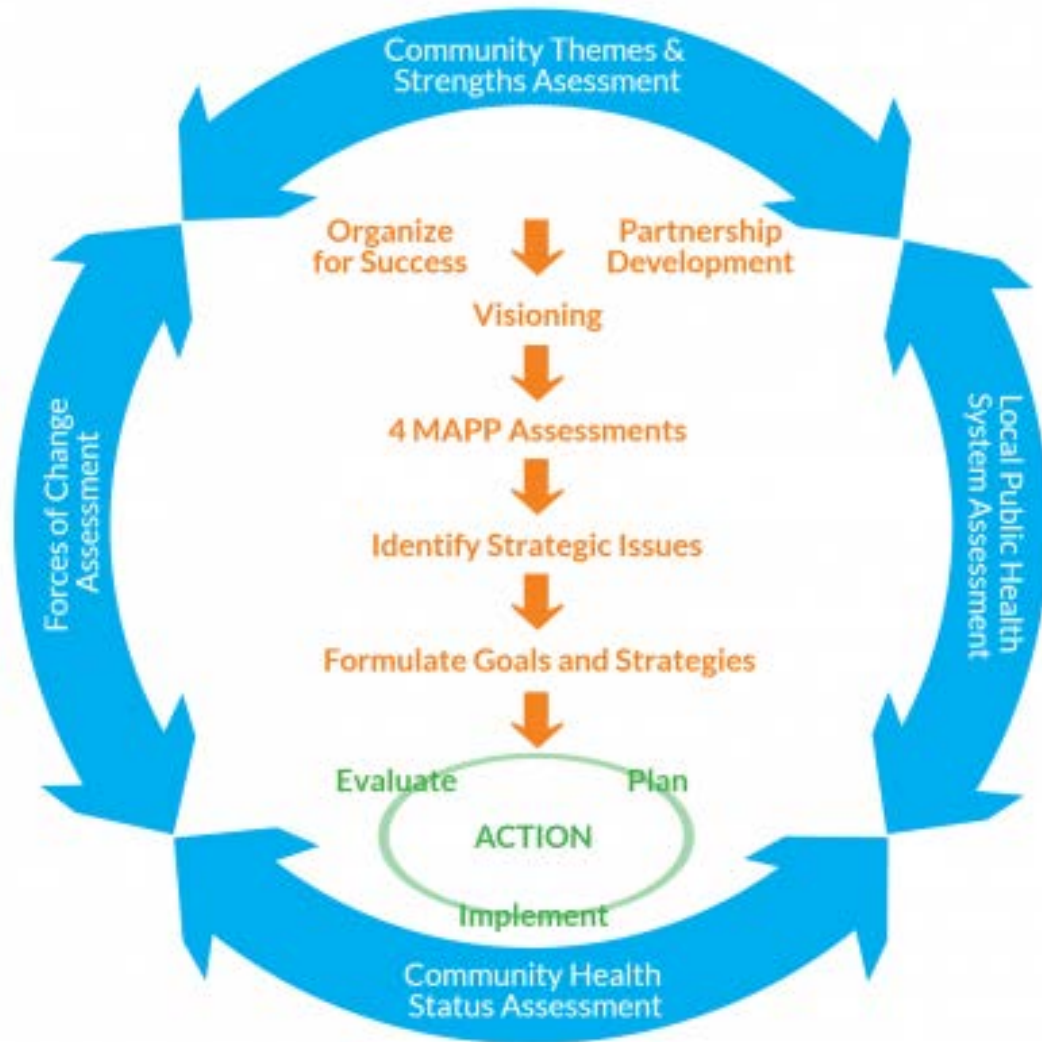 Community Themes &
Strengths Asessment
Organize
for Success
Partnership
Development
Visioning
4 MAPP Assessments
Identify Strategic Issues
Formulate Goals and Strategies
Evaluate
Plan
ACTION
Implement
Forces of Change
Assessment
Local Public Health
System Assessment
Community Health
Status Assessment